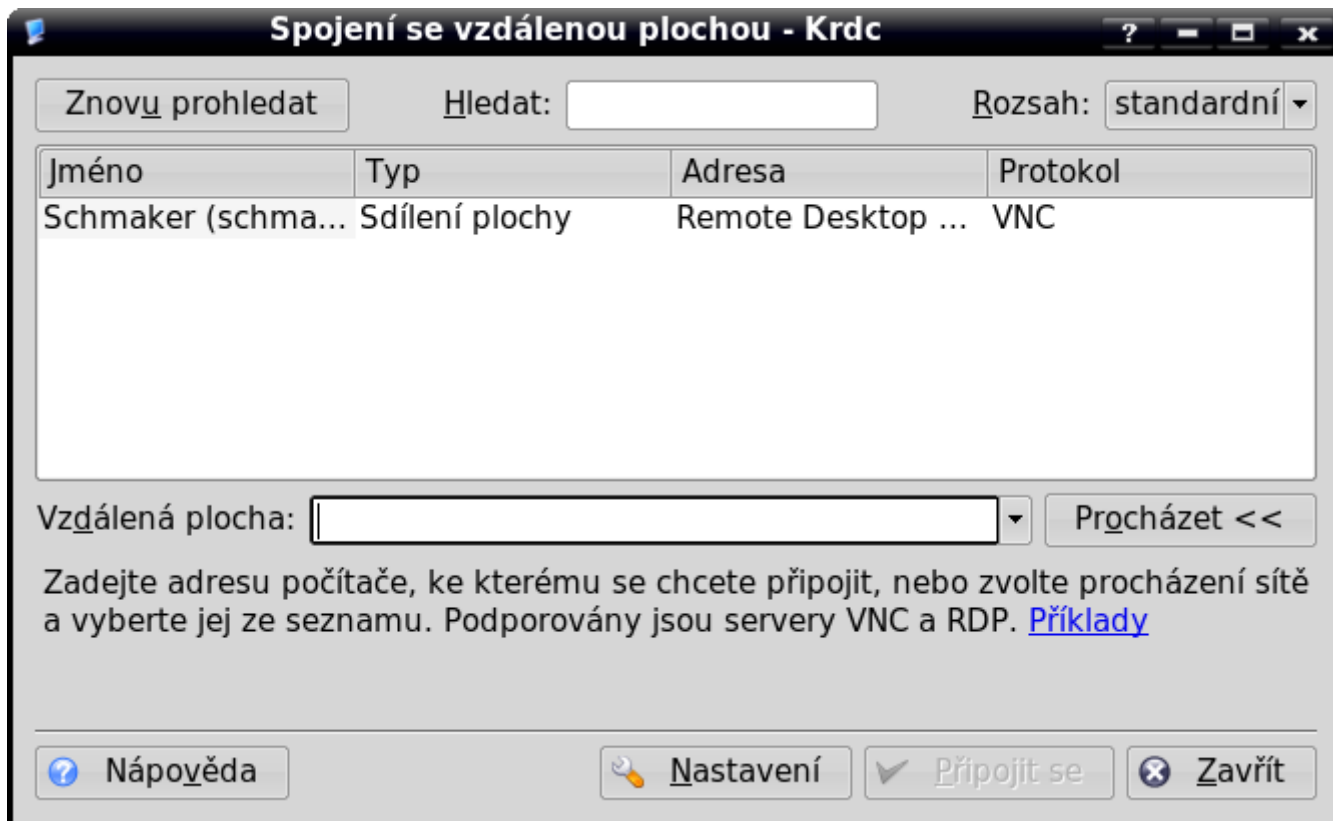 Spojení se vzdálenou plochou - Krdc
Znovu prohledat Hledat: Rozsah: standardní
Jméno Typ Adresa Protokol
Schmaker (schma... Sdílení plochy Remote Desktop ... VNC
Vzdálená plocha: Procházet <<
Zadejte adresu počítače, ke kterému se chcete připojit, nebo zvolte procházení sítě
a vyberte jej ze seznamu. Podporovány jsou servery VNC a RDP. Příklady
Nápověda Nastavení Připojit se Zavřít